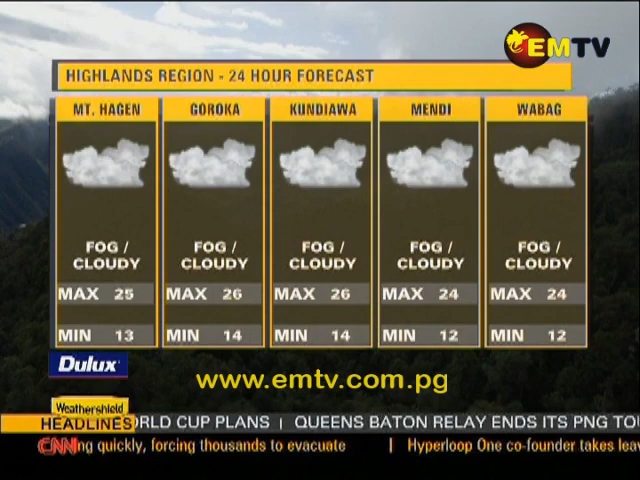 EMTV
HIGHLANDS REGION - 24 HOUR FORECAST
MT. HAGEN GOROKA KUNDIAWA MENDI WABAG
FOG / FOG / FOG / FOG / FOG /
CLOUDY CLOUDY CLOUDY CLOUDY CLOUDY
MAX 25 MAX 26 MAX 26 MAX 24 MAX 24
MIN 13 MIN 14 MIN 14 MIN 12 MIN 12
Dulux
www.emtv.com.pg
Weathershield
HEADLINES ORLD CUP PLANS | QUEENS BATON RELAY ENDS ITS PNG TOU
CNN ng quickly, forcing thousands to evacuate | Hyperloop One co-founder takes leav